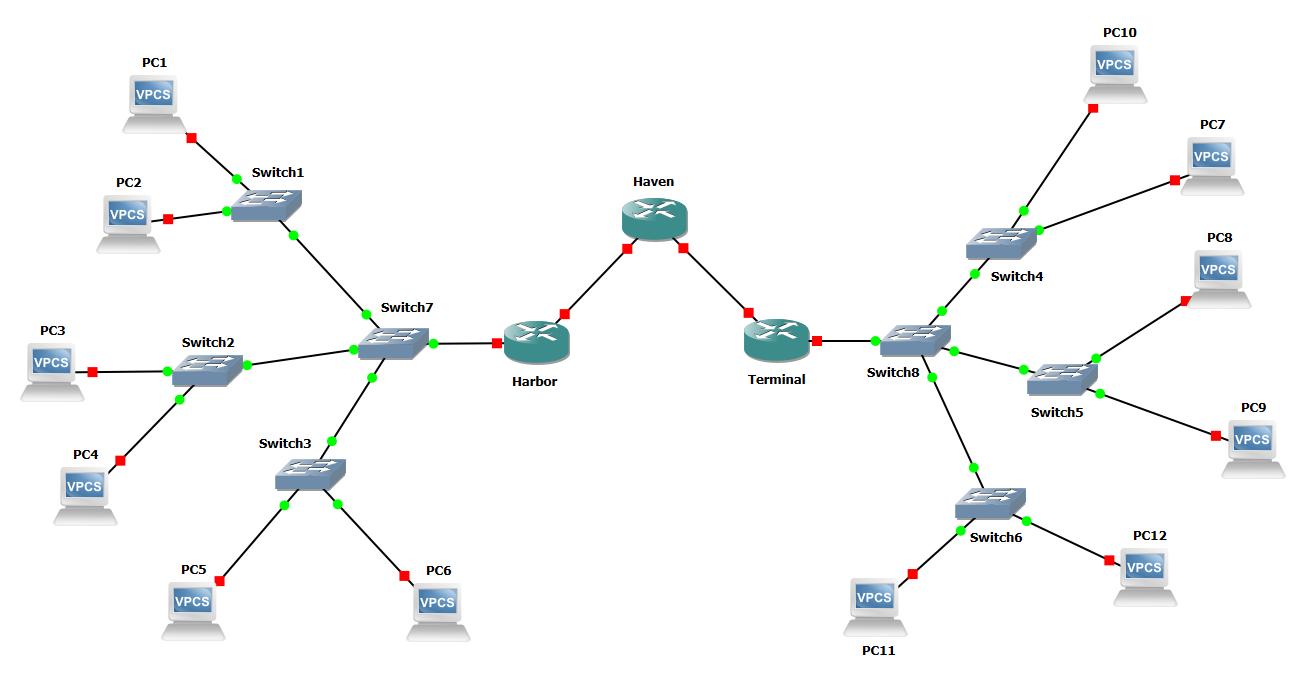 PC10
VPCS
PC1
VPCS
PC7
VPCS
Switch1
PC2
VPCS
Haven
PC8
VPCS
Switch4
Switch7
PC3
VPCS
Switch2
Harbor
Terminal
Switch8
Switch5
PC9
VPCS
Switch3
PC4
VPCS
Switch6
PC12
VPCS
PC5
VPCS
PC6
VPCS
VPCS
PC11